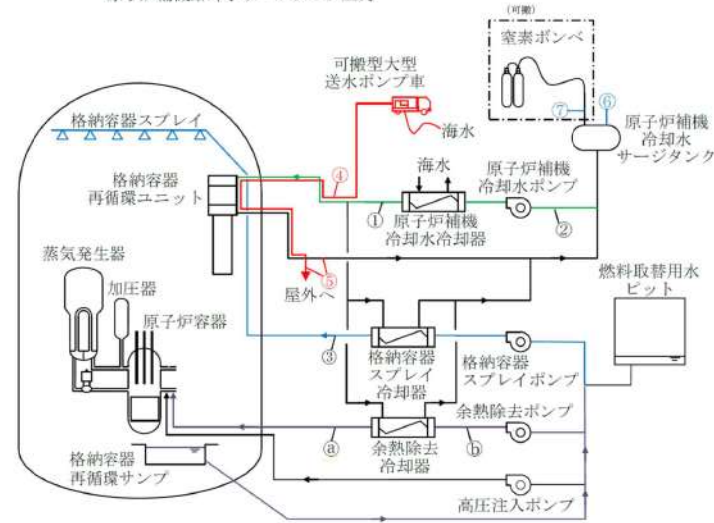 (可搬)
窒素ボンベ
可搬型大型
送水ポンプ車
⑦
⑥
原子炉補機
冷却水
サージタンク
格納容器スプレイ
海水
海水
原子炉補機
冷却水ポンプ
格納容器
再循環ユニット
④
①
原子炉補機
冷却水冷却器
②
蒸気発生器
加圧器
⑤
屋外へ
燃料取替用水
ピット
原子炉容器
③
格納容器
スプレイ
冷却器
格納容器
スプレイポンプ
余熱除去ポンプ
ⓐ
ⓑ
余熱除去
冷却器
格納容器
再循環サンプ
高圧注入ポンプ